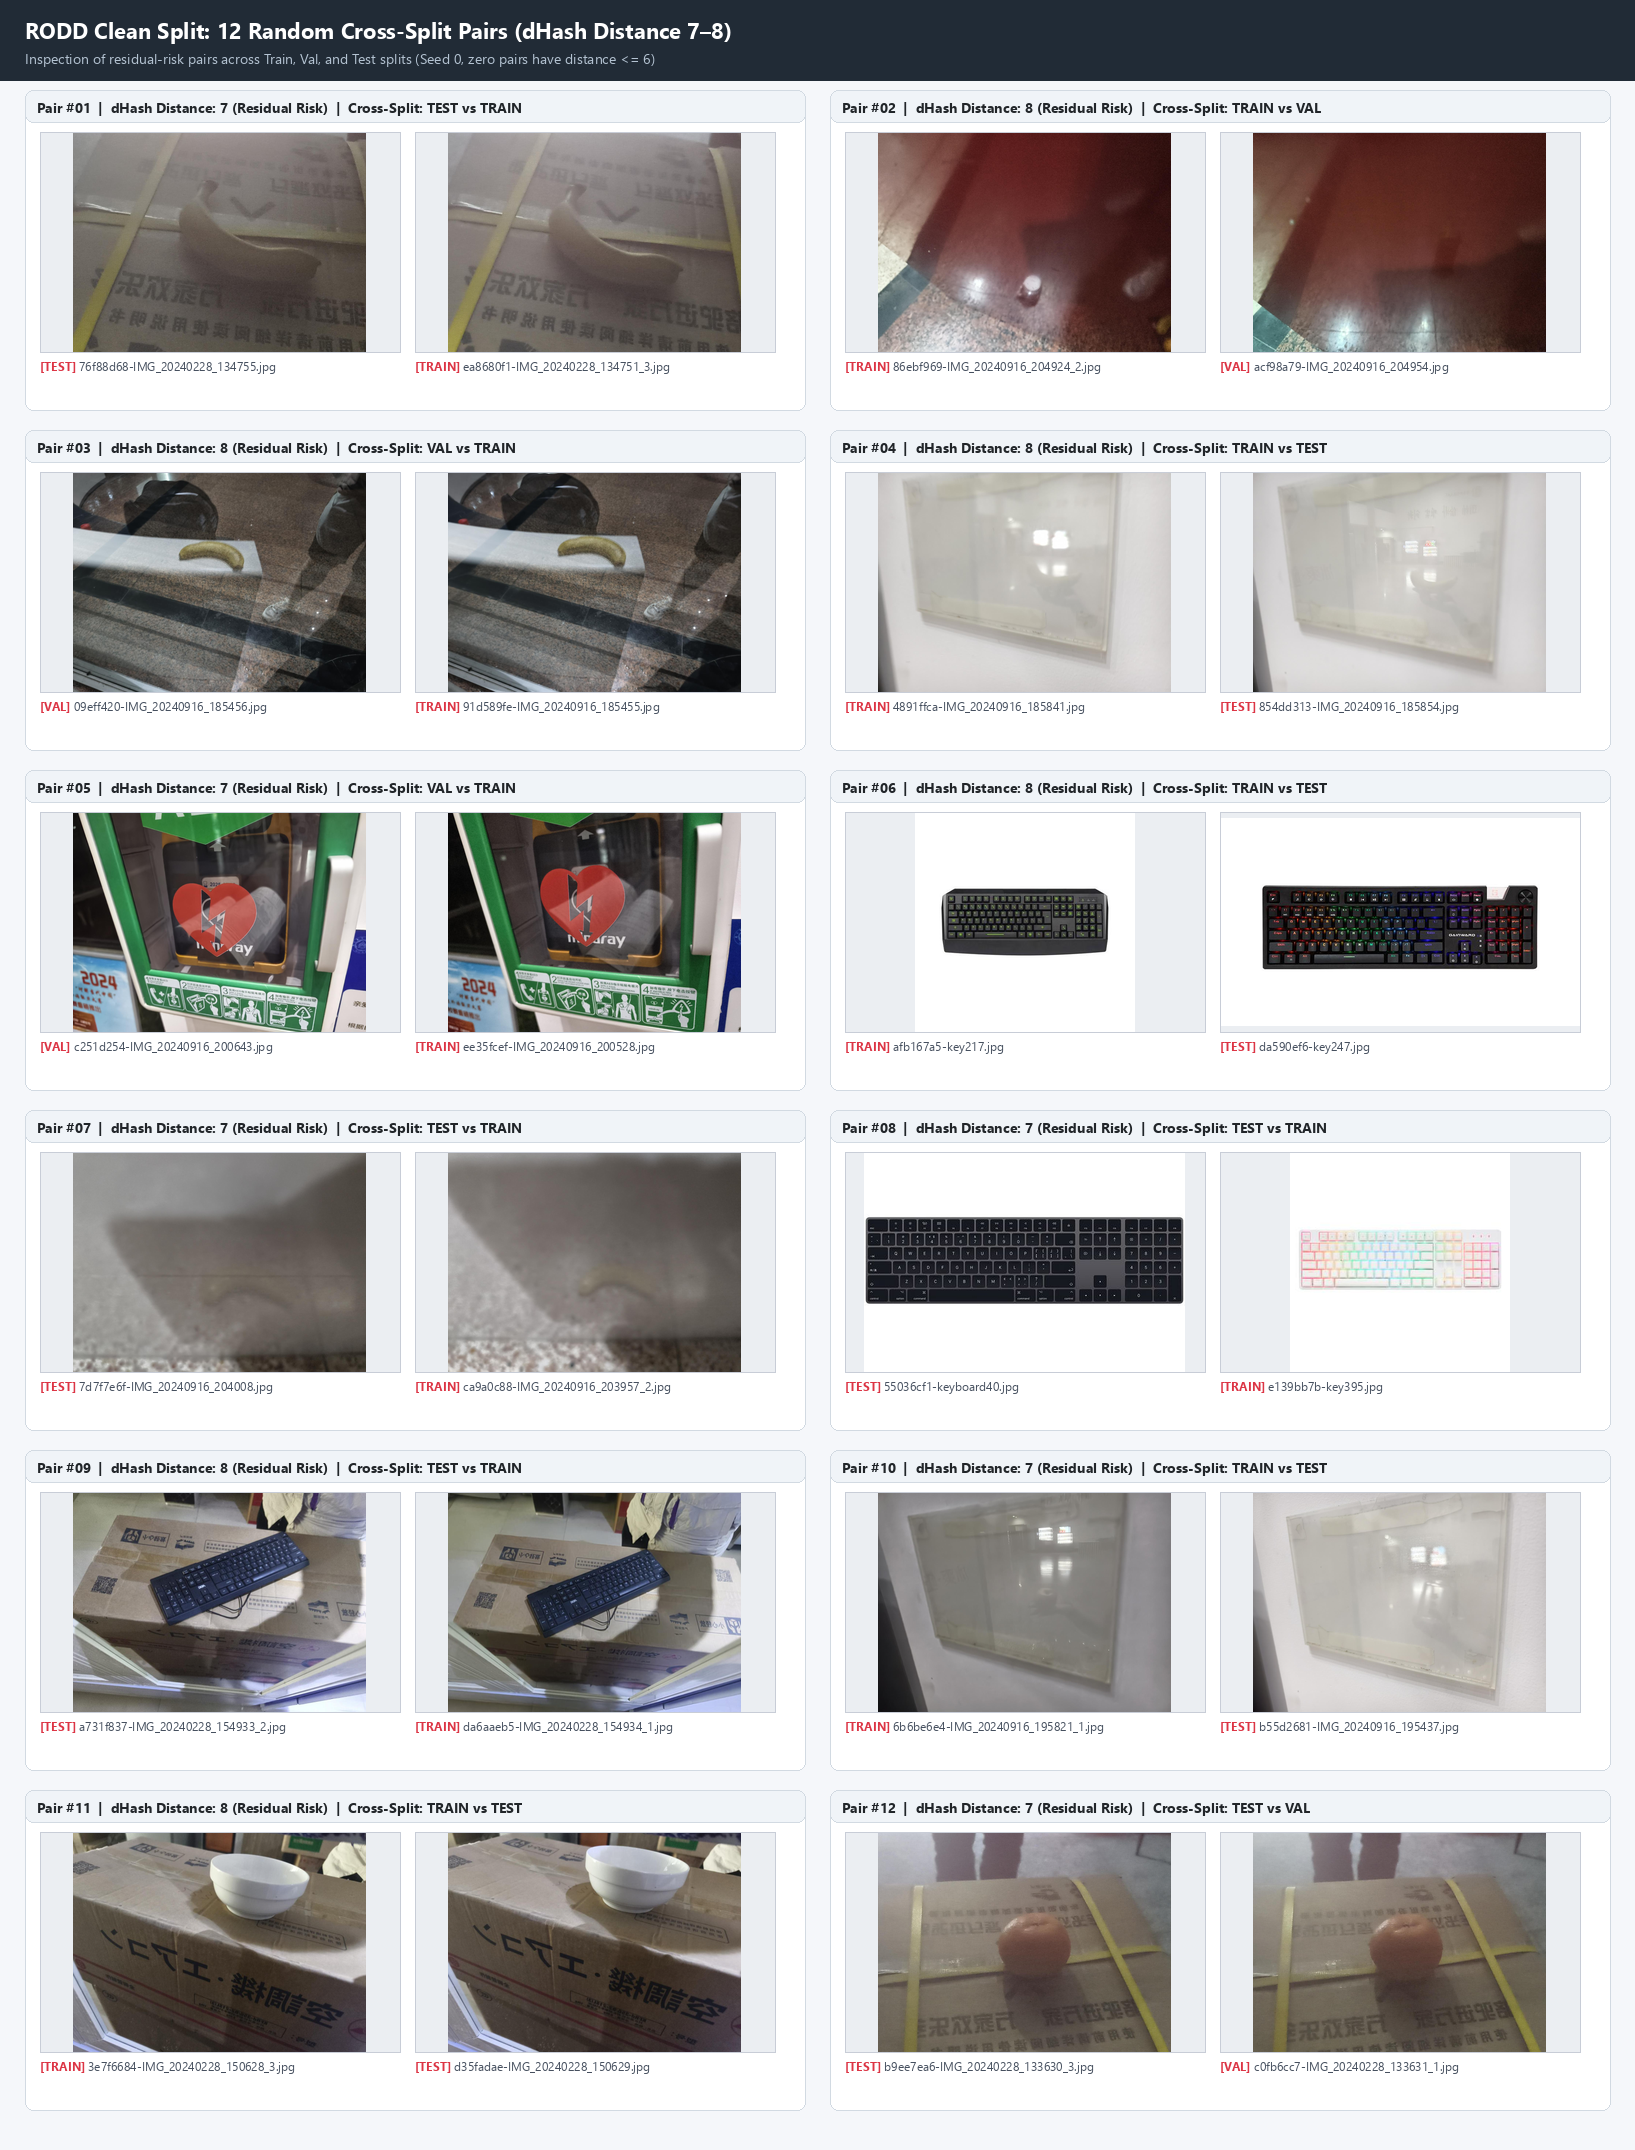 RODD Clean Split: 12 Random Cross-Split Pairs (dHash Distance 7–8)
Inspection of residual-risk pairs across Train, Val, and Test splits (Seed 0, zero pairs have distance <= 6)
Pair #01 | dHash Distance: 7 (Residual Risk) | Cross-Split: TEST vs TRAIN
[TEST] 76f88d68-IMG_20240228_134755.jpg
[TRAIN] ea8680f1-IMG_20240228_134751_3.jpg
Pair #02 | dHash Distance: 8 (Residual Risk) | Cross-Split: TRAIN vs VAL
[TRAIN] 86ebf969-IMG_20240916_204924_2.jpg
[VAL] acf98a79-IMG_20240916_204954.jpg
Pair #03 | dHash Distance: 8 (Residual Risk) | Cross-Split: VAL vs TRAIN
[VAL] 09eff420-IMG_20240916_185456.jpg
[TRAIN] 91d589fe-IMG_20240916_185455.jpg
Pair #04 | dHash Distance: 8 (Residual Risk) | Cross-Split: TRAIN vs TEST
[TRAIN] 4891ffca-IMG_20240916_185841.jpg
[TEST] 854dd313-IMG_20240916_185854.jpg
Pair #05 | dHash Distance: 7 (Residual Risk) | Cross-Split: VAL vs TRAIN
2024
2024
[VAL] c251d254-IMG_20240916_200643.jpg
[TRAIN] ee35fcef-IMG_20240916_200528.jpg
Pair #06 | dHash Distance: 8 (Residual Risk) | Cross-Split: TRAIN vs TEST
[TRAIN] afb167a5-key217.jpg
[TEST] da590ef6-key247.jpg
Pair #07 | dHash Distance: 7 (Residual Risk) | Cross-Split: TEST vs TRAIN
[TEST] 7d7f7e6f-IMG_20240916_204008.jpg
[TRAIN] ca9a0c88-IMG_20240916_203957_2.jpg
Pair #08 | dHash Distance: 7 (Residual Risk) | Cross-Split: TEST vs TRAIN
[TEST] 55036cf1-keyboard40.jpg
[TRAIN] e139bb7b-key395.jpg
Pair #09 | dHash Distance: 8 (Residual Risk) | Cross-Split: TEST vs TRAIN
[TEST] a731f837-IMG_20240228_154933_2.jpg
[TRAIN] da6aaeb5-IMG_20240228_154934_1.jpg
Pair #10 | dHash Distance: 7 (Residual Risk) | Cross-Split: TRAIN vs TEST
[TRAIN] 6b6be6e4-IMG_20240916_195821_1.jpg
[TEST] b55d2681-IMG_20240916_195437.jpg
Pair #11 | dHash Distance: 8 (Residual Risk) | Cross-Split: TRAIN vs TEST
[TRAIN] 3e7f6684-IMG_20240228_150628_3.jpg
[TEST] d35fadae-IMG_20240228_150629.jpg
Pair #12 | dHash Distance: 7 (Residual Risk) | Cross-Split: TEST vs VAL
[TEST] b9ee7ea6-IMG_20240228_133630_3.jpg
[VAL] c0fb6cc7-IMG_20240228_133631_1.jpg